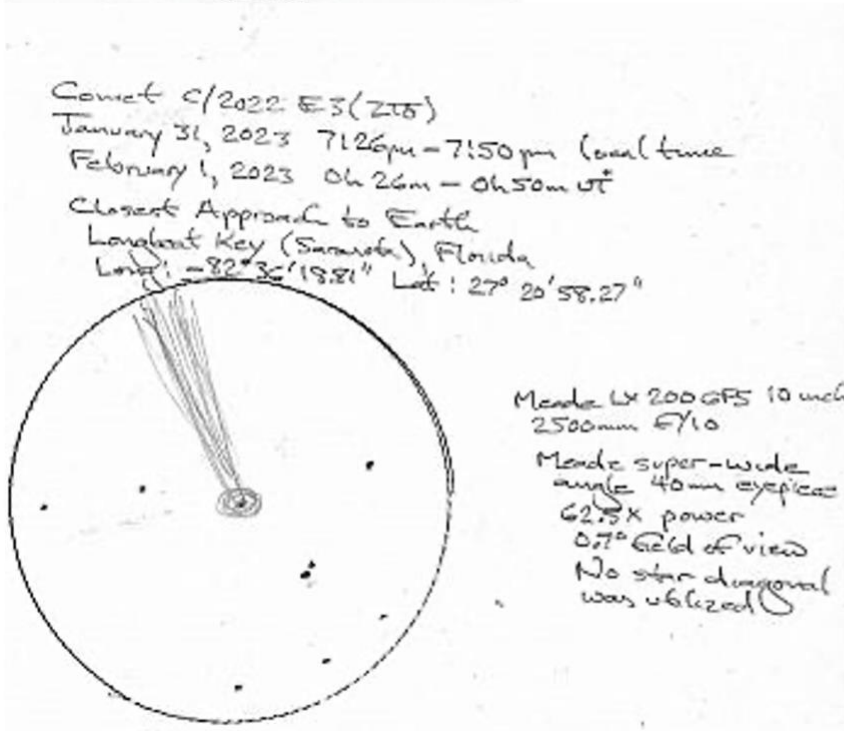 Comet C/2022 E3 (ZTF)
January 31, 2023 7:26pm - 7:50pm local time
February 1, 2023 0h 26m - 0h 50m UT
Closest Approach to Earth
Longboat Key (Sarasota), Florida
Long: -82° 36' 18.81" Lat: 27° 20' 58.27"
Meade LX 200 GPS 10 inch
2500mm F/10
Meade super-wide
angle 40mm eyepiece
62.5X power
0.7° field of view
No star diagonal
was utilized